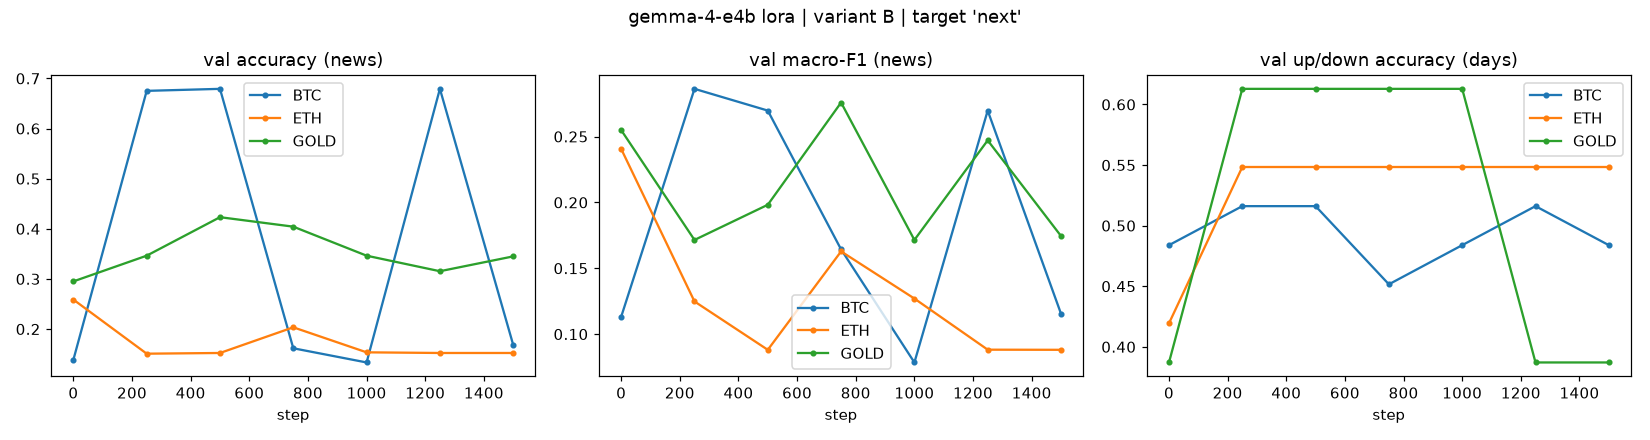 gemma-4-e4b lora | variant B | target 'next'
val accuracy (news)
0.7
0.6
0.5
0.4
0.3
0.2
BTC
ETH
GOLD
0 200 400 600 800 1000 1200 1400
step
val macro-F1 (news)
0.25
0.20
0.15
0.10
BTC
ETH
GOLD
0 200 400 600 800 1000 1200 1400
step
val up/down accuracy (days)
0.60
0.55
0.50
0.45
0.40
BTC
ETH
GOLD
0 200 400 600 800 1000 1200 1400
step